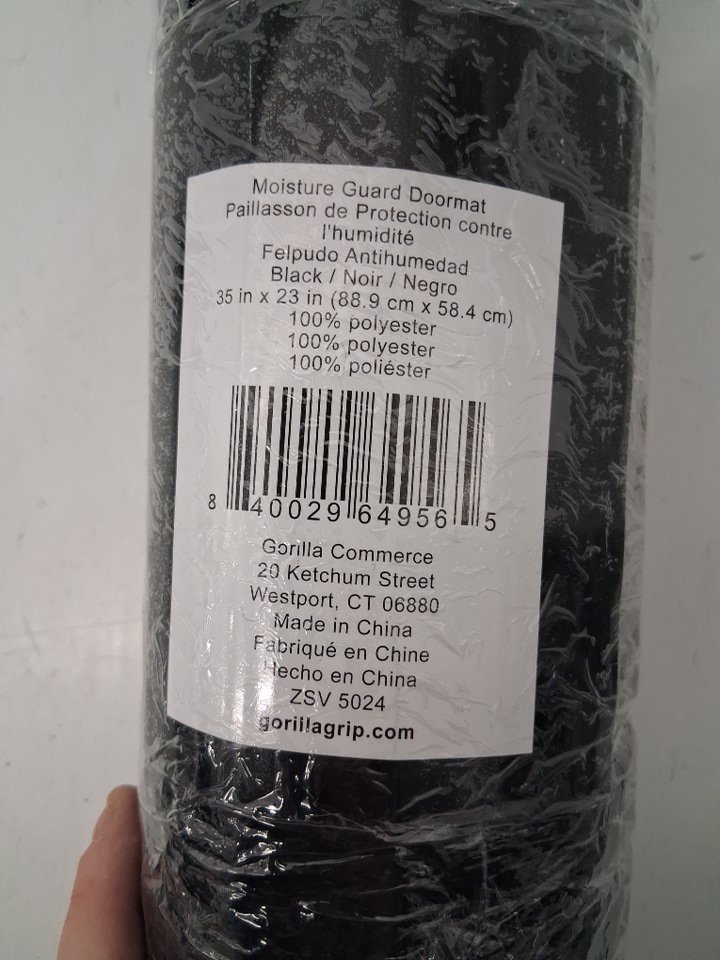 Moisture Guard Doormat
Paillasson de Protection contre
l'humidité
Felpudo Antihumedad
Black / Noir / Negro
35 in x 23 in (88.9 cm x 58.4 cm)
100% polyester
100% polyester
100% poliéster
8 40029 64956 5
Gorilla Commerce
20 Ketchum Street
Westport, CT 06880
Made in China
Fabriqué en Chine
Hecho en China
ZSV 5024
gorillagrip.com